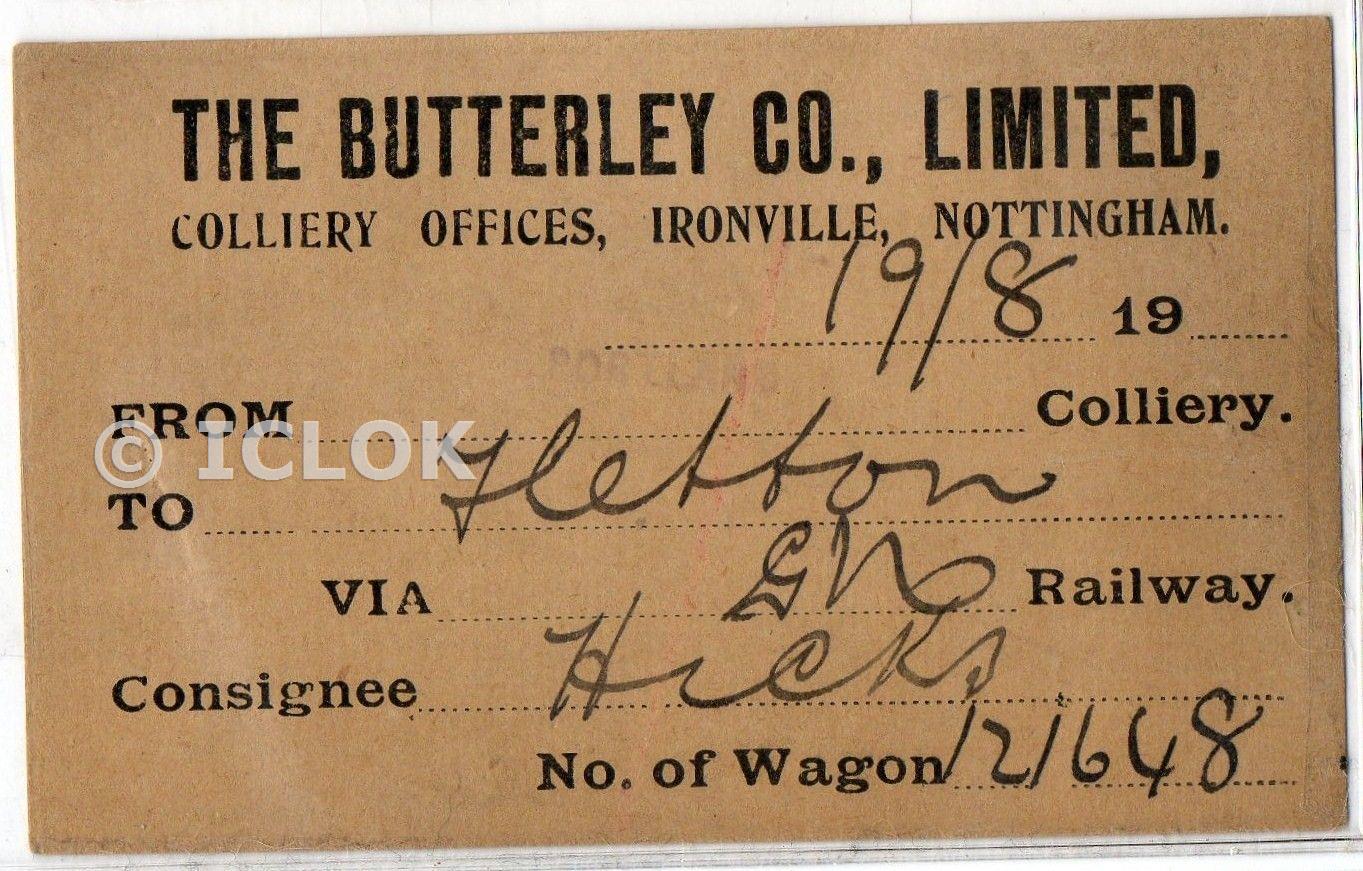 THE BUTTERLEY CO., LIMITED,
COLLIERY OFFICES, IRONVILLE, NOTTINGHAM.
19/8 19
FROM Colliery.
© ICLOK
TO Fletton
VIA GN Railway.
Consignee Hicks
No. of Wagon 121648